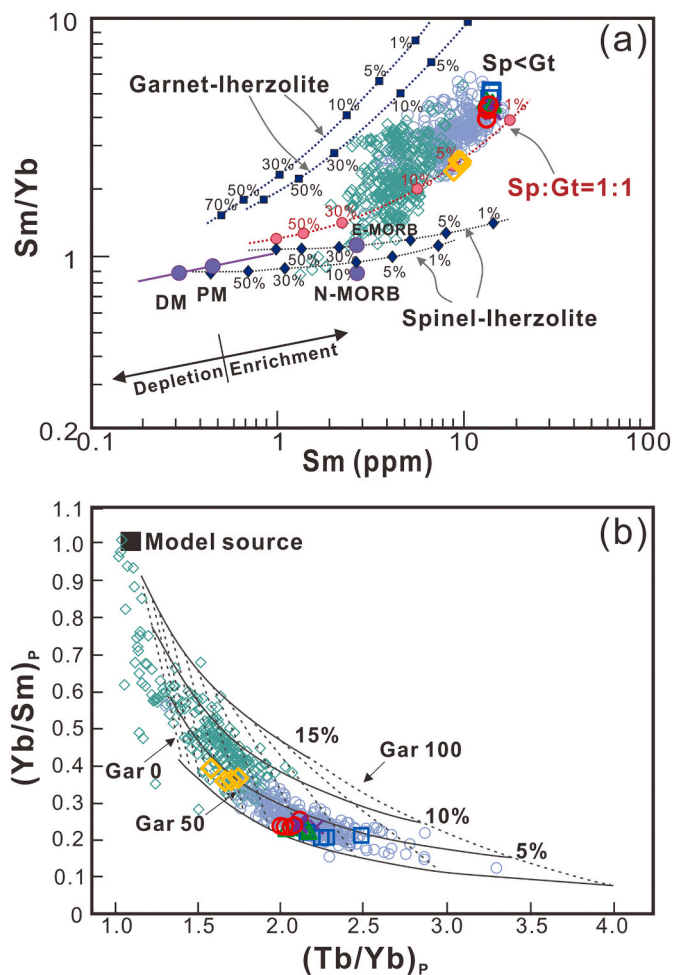 10
Sm/Yb
1
0.2
(a)
1%
5%
1%
Sp<Gt
Garnet-lherzolite
5%
10%
10%
1%
30%
30%
5%
70%
50%
50%
10%
Sp:Gt=1:1
50%
30%
E-MORB
5%
1%
DM
PM
50%
30%
50%
30%
10%
5%
1%
N-MORB
Spinel-lherzolite
Depletion
Enrichment
0.1
1
10
100
Sm (ppm)
(b)
1.1
1.0
Model source
0.9
0.8
0.7
0.6
0.5
0.4
0.3
0.2
0.1
0
(Yb/Sm)P
15%
Gar 100
Gar 0
Gar 50
10%
5%
1.0
1.5
2.0
2.5
3.0
3.5
4.0
(Tb/Yb)P